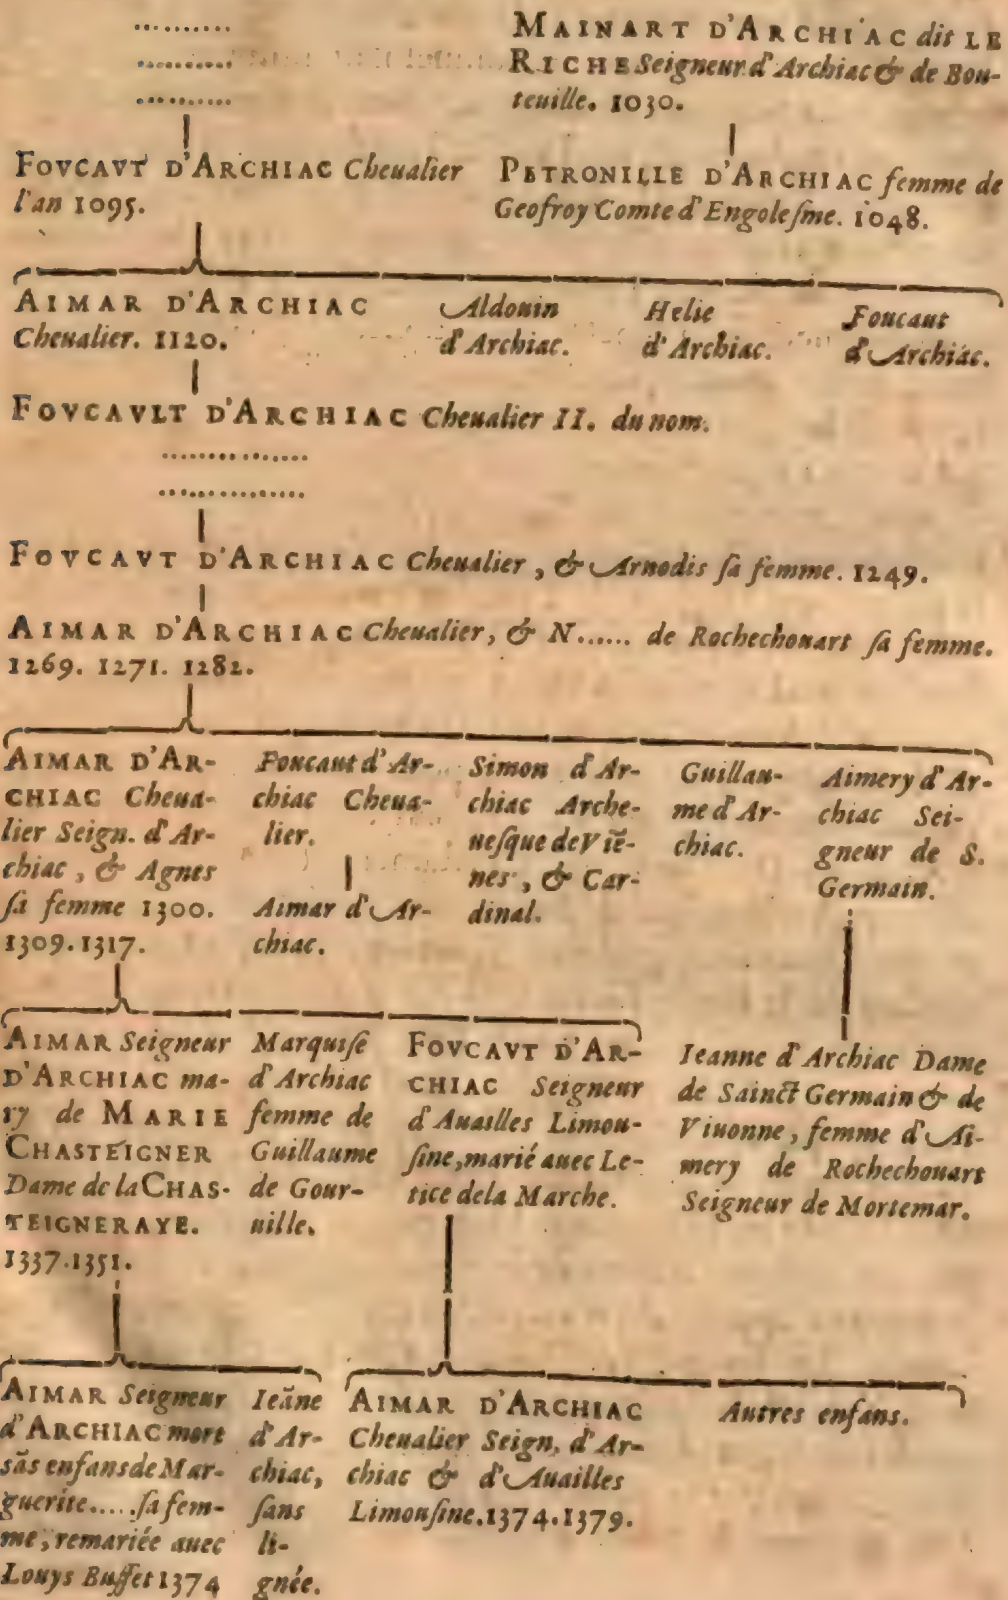 MAINART D'ARCHIAC dit LE
RICHE Seigneur d'Archiac & de Bou-
teuille. 1030.
FOVCAVT D'ARCHIAC Cheualier
l'an 1095.
PETRONILLE D'ARCHIAC femme de
Geofroy Comte d'Engolesme. 1048.
AIMAR D'ARCHIAC
Cheualier. 1120.
Aldouin
d'Archiac.
Helie
d'Archiac.
Foucaut
d'Archiac.
FOVCAVLT D'ARCHIAC Cheualier II. du nom.
FOVCAVT D'ARCHIAC Cheualier, & Arnodis sa femme. 1249.
AIMAR D'ARCHIAC Cheualier, & N...... de Rochechouart sa femme.
1269. 1271. 1282.
AIMAR D'AR-
CHIAC Cheua-
lier Seign. d'Ar-
chiac, & Agnes
sa femme 1300.
1309. 1317.
Foucaut d'Ar-
chiac Cheua-
lier.
Aimar d'Ar-
chiac.
Simon d'Ar-
chiac Arche-
uesque de Viē-
nes, & Car-
dinal.
Guillau-
me d'Ar-
chiac.
Aimery d'Ar-
chiac Sei-
gneur de S.
Germain.
AIMAR Seigneur
D'ARCHIAC ma-
ry de MARIE
CHASTEIGNER
Dame de la CHAS-
TEIGNERAYE.
1337. 1351.
Marquise
d'Archiac
femme de
Guillaume
de Gour-
uille.
FOVCAVT D'AR-
CHIAC Seigneur
d'Auailles Limou-
sine, marié auec Le-
tice de la Marche.
Ieanne d'Archiac Dame
de Sainct Germain & de
Viuonne, femme d'Ai-
mery de Rochechouart
Seigneur de Mortemar.
AIMAR Seigneur
d'ARCHIAC mort
sās enfans de Mar-
guerite..... sa fem-
me, remariée auec
Louys Buffet 1374
Ieāne
d'Ar-
chiac,
sans
li-
gnée.
AIMAR D'ARCHIAC
Cheualier Seign. d'Ar-
chiac & d'Auailles
Limousine. 1374. 1379.
Autres enfans.